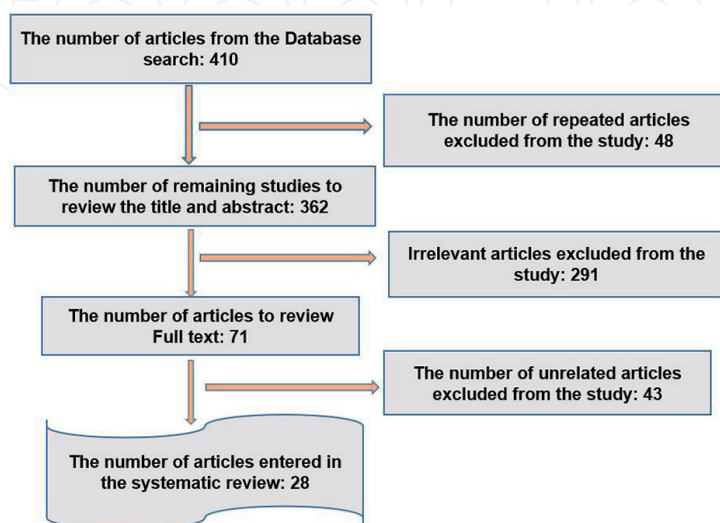 The number of articles from the Database
search: 410
The number of repeated articles
excluded from the study: 48
The number of remaining studies to
review the title and abstract: 362
Irrelevant articles excluded from the
study: 291
The number of articles to review
Full text: 71
The number of unrelated articles
excluded from the study: 43
The number of articles entered in
the systematic review: 28